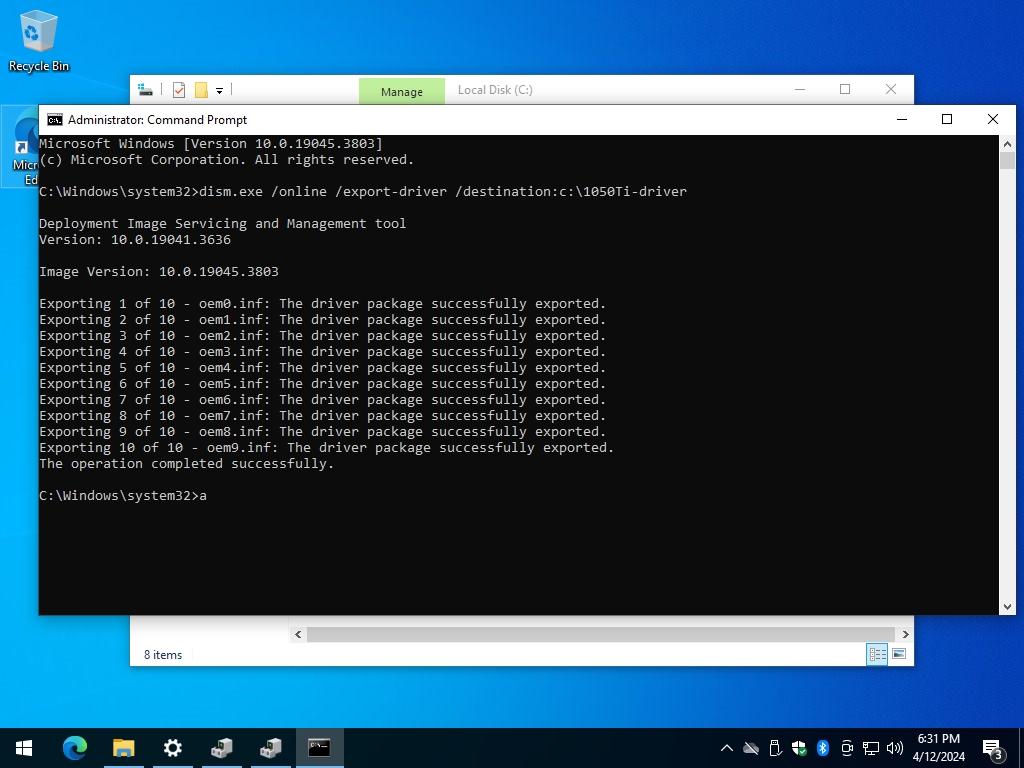 Recycle Bin
Manage
Local Disk (C:)
Administrator: Command Prompt
Micr
Ed
Microsoft Windows [Version 10.0.19045.3803]
(c) Microsoft Corporation. All rights reserved.
C:\Windows\system32>dism.exe /online /export-driver /destination:c:\1050Ti-driver
Deployment Image Servicing and Management tool
Version: 10.0.19041.3636
Image Version: 10.0.19045.3803
Exporting 1 of 10 - oem0.inf: The driver package successfully exported.
Exporting 2 of 10 - oem1.inf: The driver package successfully exported.
Exporting 3 of 10 - oem2.inf: The driver package successfully exported.
Exporting 4 of 10 - oem3.inf: The driver package successfully exported.
Exporting 5 of 10 - oem4.inf: The driver package successfully exported.
Exporting 6 of 10 - oem5.inf: The driver package successfully exported.
Exporting 7 of 10 - oem6.inf: The driver package successfully exported.
Exporting 8 of 10 - oem7.inf: The driver package successfully exported.
Exporting 9 of 10 - oem8.inf: The driver package successfully exported.
Exporting 10 of 10 - oem9.inf: The driver package successfully exported.
The operation completed successfully.
C:\Windows\system32>a
8 items
6:31 PM
4/12/2024
3